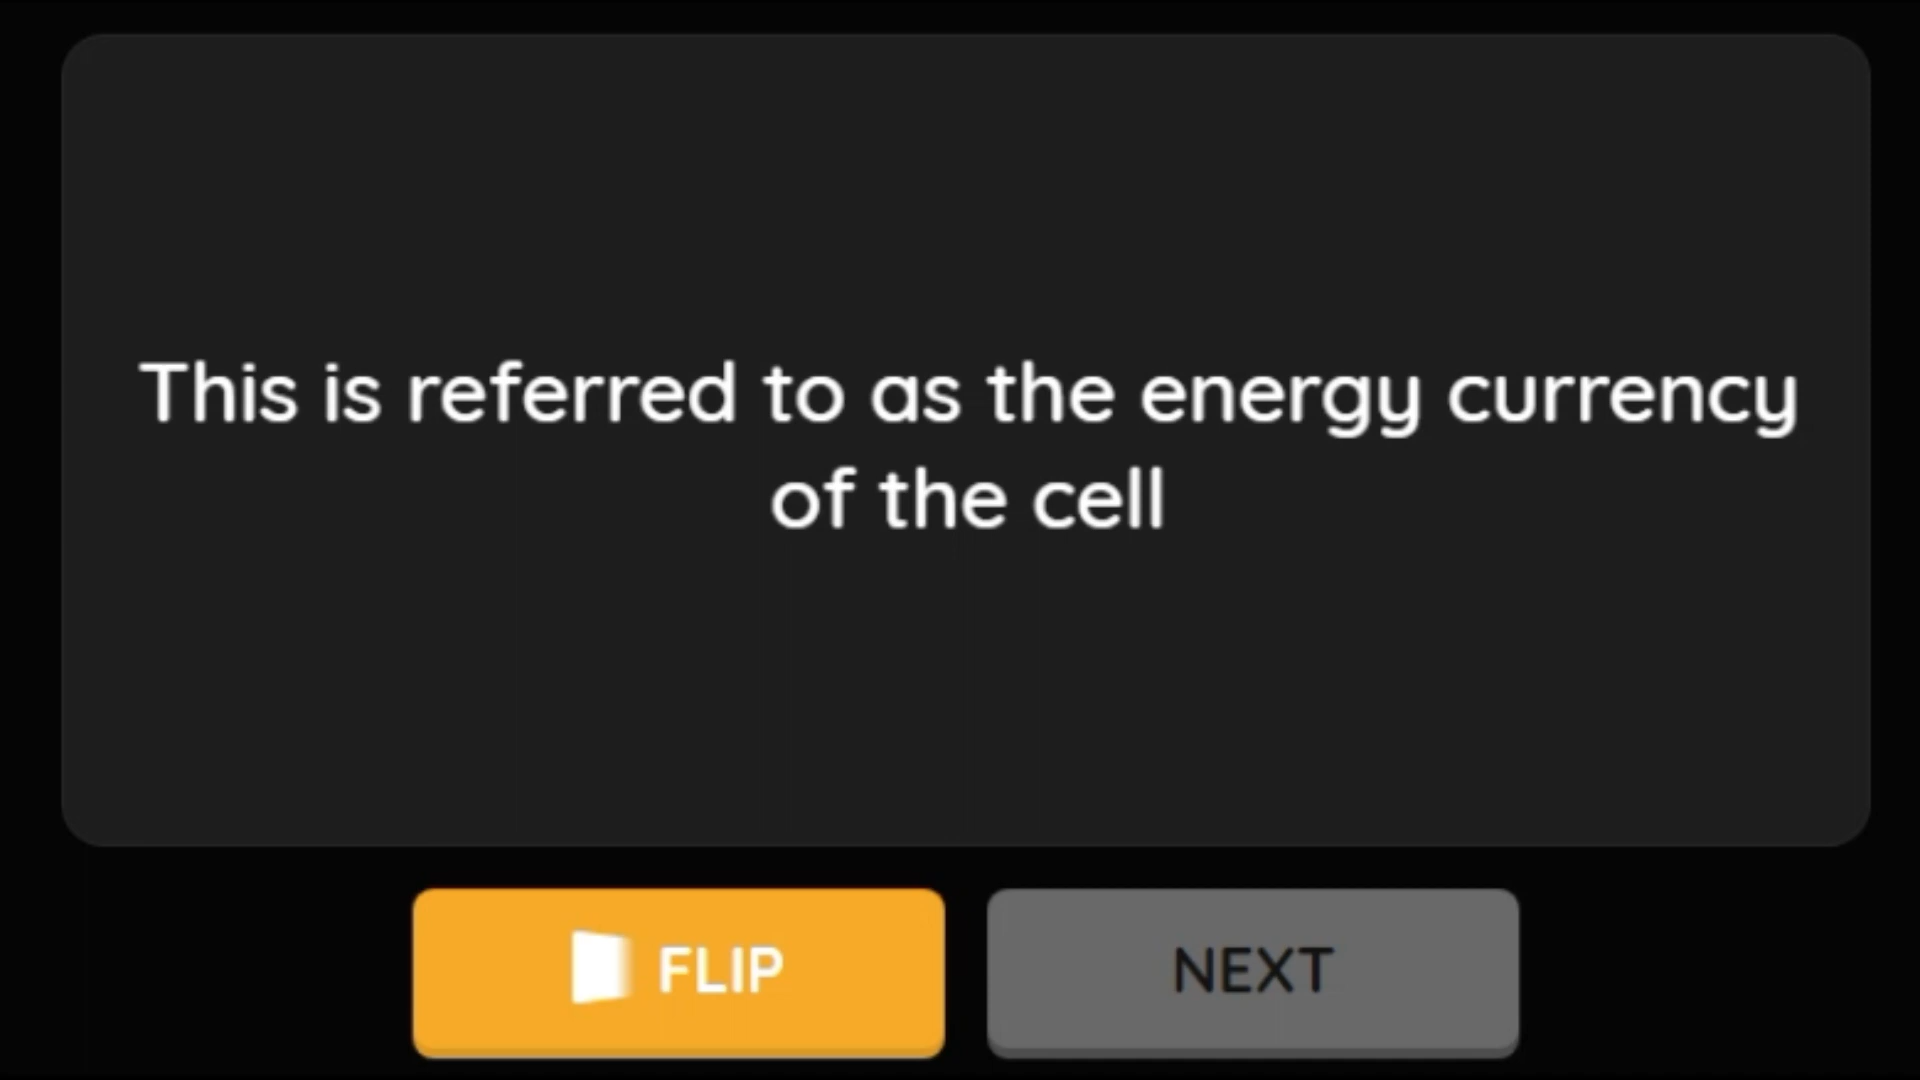 This is referred to as the energy currency
of the cell
FLIP
NEXT